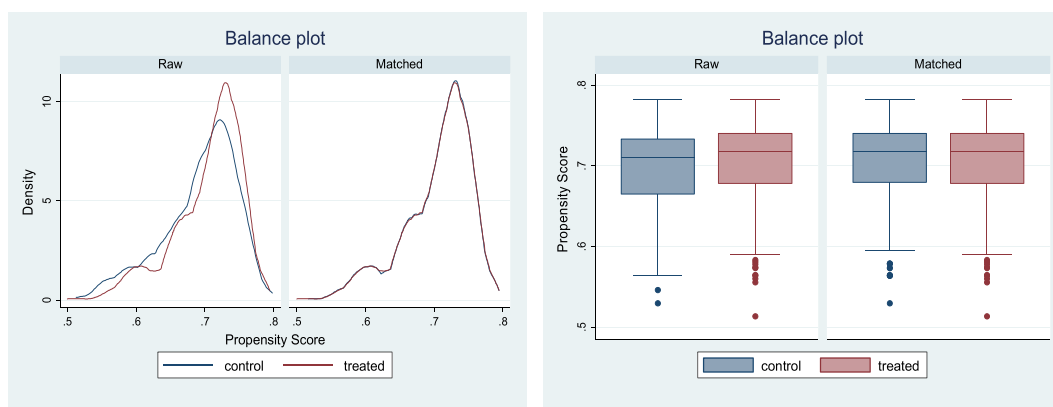 Balance plot
Raw Matched
Density
10
5
0
.5 .6 .7 .8 .5 .6 .7 .8
Propensity Score
control treated
Balance plot
Raw Matched
Propensity Score
.8
.7
.6
.5
control treated